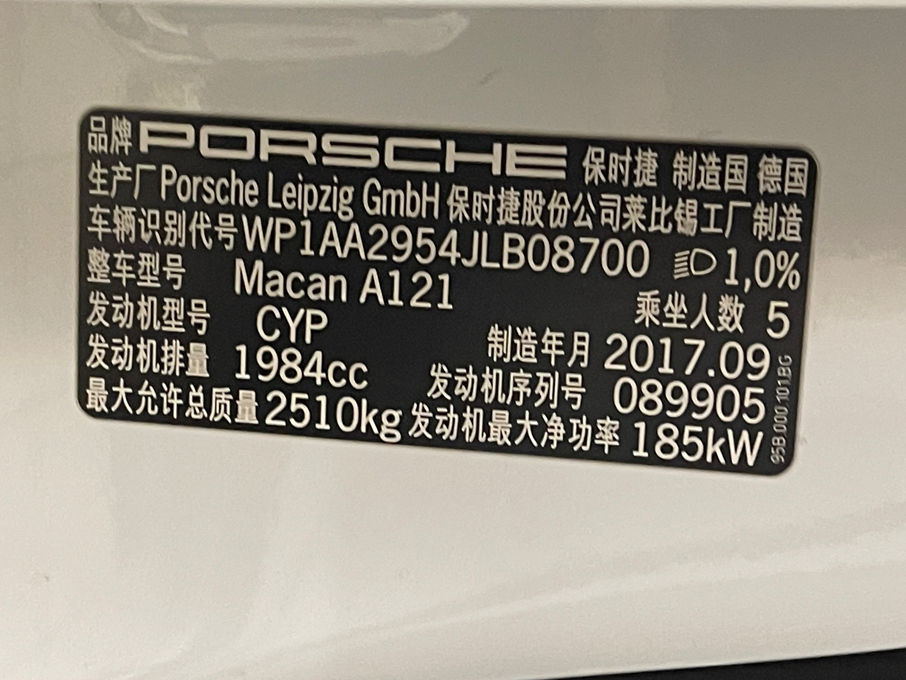 品牌 PORSCHE 保时捷 制造国 德国
生产厂 Porsche Leipzig GmbH 保时捷股份公司莱比锡工厂 制造
车辆识别代号 WP1AA2954JLB08700 1,0%
整车型号 Macan A121 乘坐人数 5
发动机型号 CYP 制造年月 2017.09
发动机排量 1984cc 发动机序列号 089905
最大允许总质量 2510kg 发动机最大净功率 185kW
95B.000.101.BG